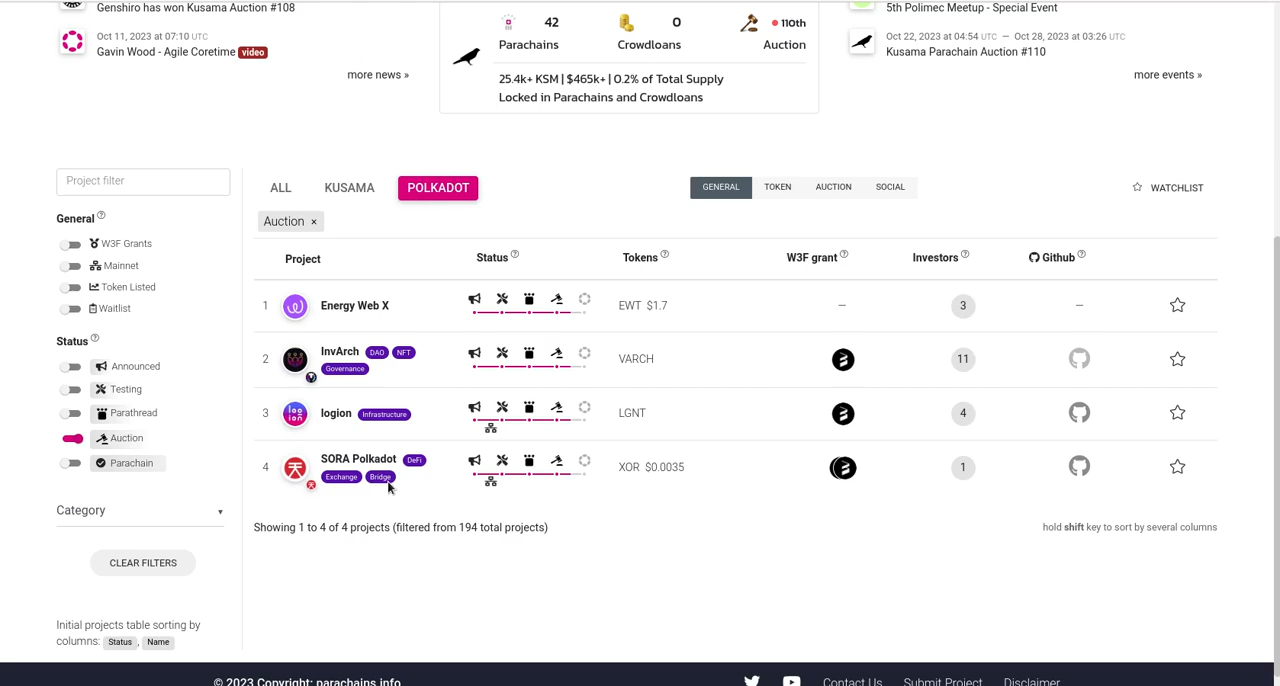 Genshiro has won Kusama Auction #108
Oct 11, 2023 at 07:10 UTC
Gavin Wood - Agile Coretime video
more news »
42 0 110th
Parachains Crowdloans Auction
25.4k+ KSM | $465k+ | 0.2% of Total Supply
Locked in Parachains and Crowdloans
5th Polimec Meetup - Special Event
Oct 22, 2023 at 04:54 UTC — Oct 28, 2023 at 03:26 UTC
Kusama Parachain Auction #110
more events »
Project filter
General ?
W3F Grants
Mainnet
Token Listed
Waitlist
Status ?
Announced
Testing
Parathread
Auction
Parachain
Category
CLEAR FILTERS
Initial projects table sorting by
columns: Status , Name
ALL KUSAMA POLKADOT GENERAL TOKEN AUCTION SOCIAL WATCHLIST
Auction ×
Project Status ? Tokens ? W3F grant ? Investors ? Github ?
1 Energy Web X EWT $1.7 — 3 —
2 InvArch DAO NFT VARCH 11
Governance
3 logion Infrastructure LGNT 4
4 SORA Polkadot DeFi XOR $0.0035 1
Exchange Bridge
Showing 1 to 4 of 4 projects (filtered from 194 total projects) hold shift key to sort by several columns
© 2023 Copyright: parachains.info Contact Us Submit Project Disclaimer